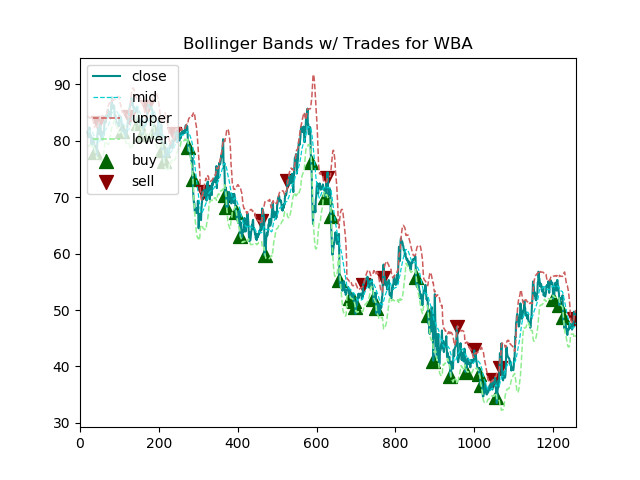 Bollinger Bands w/ Trades for WBA
close
mid
upper
lower
buy
sell
90
80
70
60
50
40
30
0 200 400 600 800 1000 1200